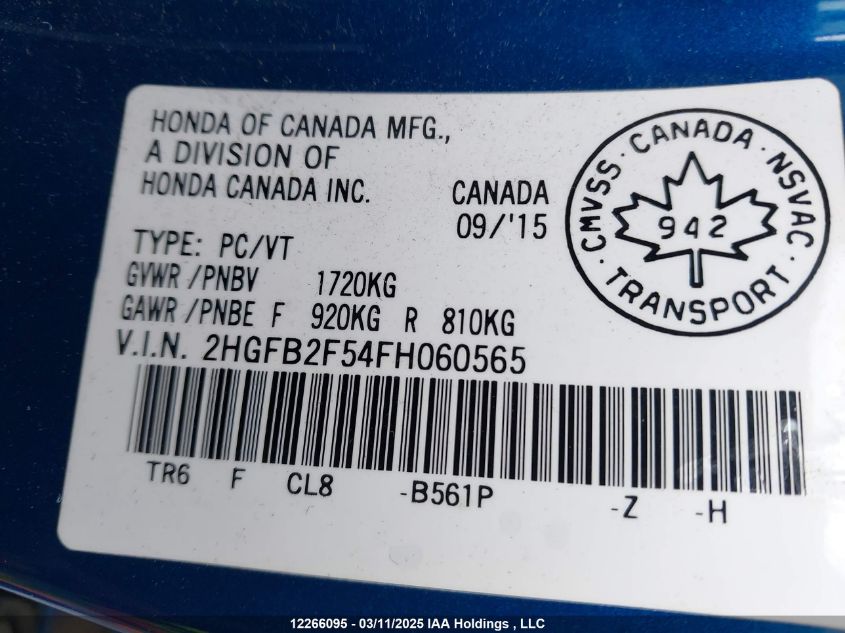 HONDA OF CANADA MFG.,
A DIVISION OF
HONDA CANADA INC.
CANADA
09/'15
TYPE: PC/VT
GVWR /PNBV 1720KG
GAWR /PNBE F 920KG R 810KG
V.I.N. 2HGFB2F54FH060565
TR6 F CL8 -B561P -Z -H
CMVSS · CANADA · NSVAC · TRANSPORT ·
942
12266095 - 03/11/2025 IAA Holdings , LLC